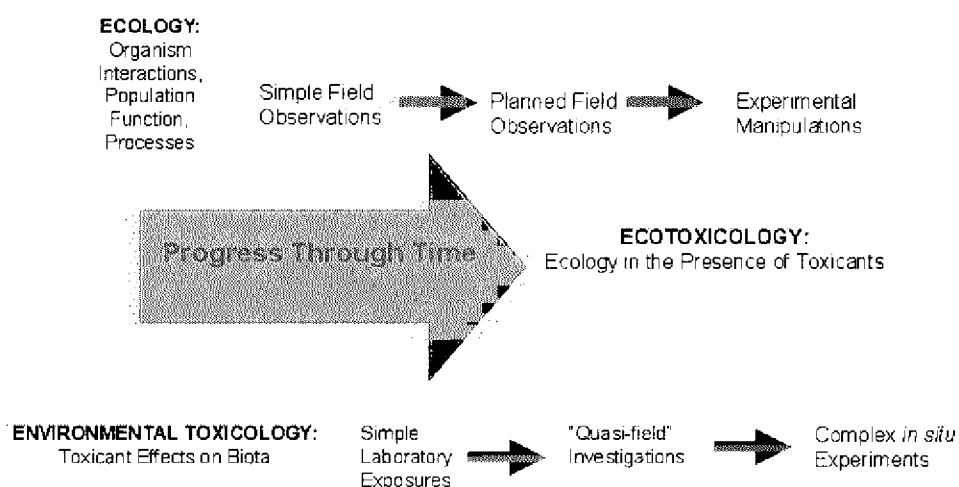 ECOLOGY:
Organism
Interactions,
Population
Function,
Processes
Simple Field
Observations
Planned Field
Observations
Experimental
Manipulations
Progress Through Time
ECOTOXICOLOGY:
Ecology in the Presence of Toxicants
ENVIRONMENTAL TOXICOLOGY:
Toxicant Effects on Biota
Simple
Laboratory
Exposures
"Quasi-field"
Investigations
Complex in situ
Experiments